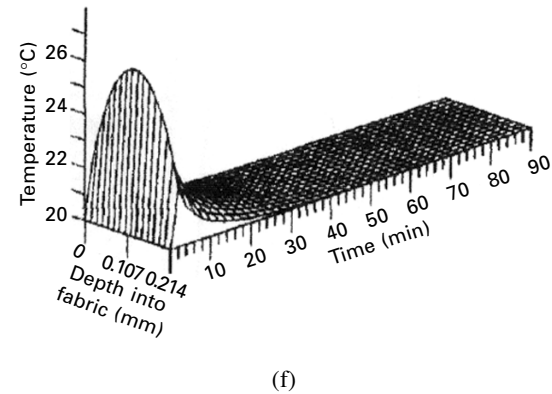 Temperature (°C)
26
24
22
20
0 0.107 0.214
Depth into
fabric (mm)
10 20 30 40 50 60 70 80 90
Time (min)
(f)